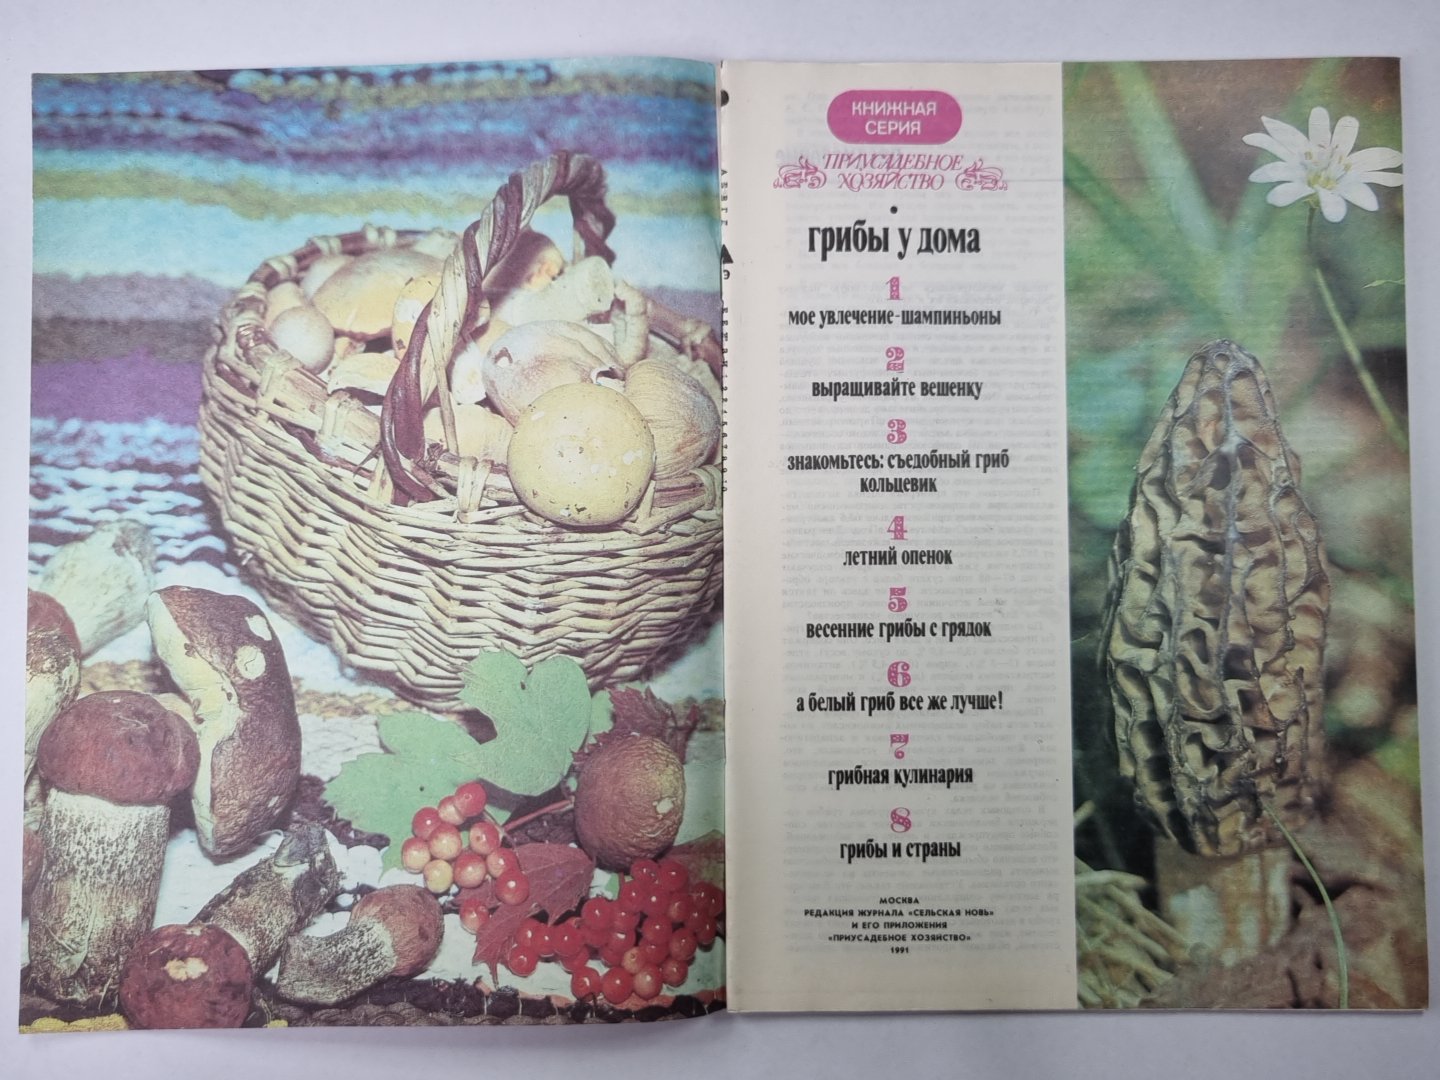 КНИЖНАЯ
СЕРИЯ
ПРИУСАДЕБНОЕ
ХОЗЯЙСТВО
грибы у дома
1
мое увлечение-шампиньоны
2
выращивайте вешенку
3
знакомьтесь: съедобный гриб
кольцевик
4
летний опенок
5
весенние грибы с грядок
6
а белый гриб все же лучше!
7
грибная кулинария
8
грибы и страны
МОСКВА
РЕДАКЦИЯ ЖУРНАЛА «СЕЛЬСКАЯ НОВЬ»
И ЕГО ПРИЛОЖЕНИЯ
«ПРИУСАДЕБНОЕ ХОЗЯЙСТВО»
1991